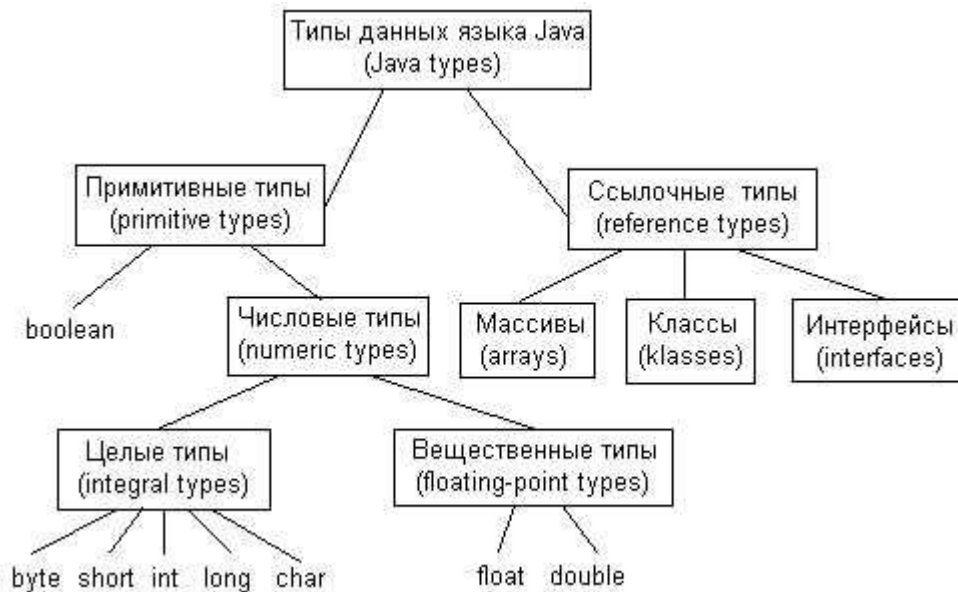 Типы данных языка Java
(Java types)
Примитивные типы
(primitive types)
Ссылочные типы
(reference types)
boolean
Числовые типы
(numeric types)
Массивы
(arrays)
Классы
(klasses)
Интерфейсы
(interfaces)
Целые типы
(integral types)
Вещественные типы
(floating-point types)
byte short int long char
float double